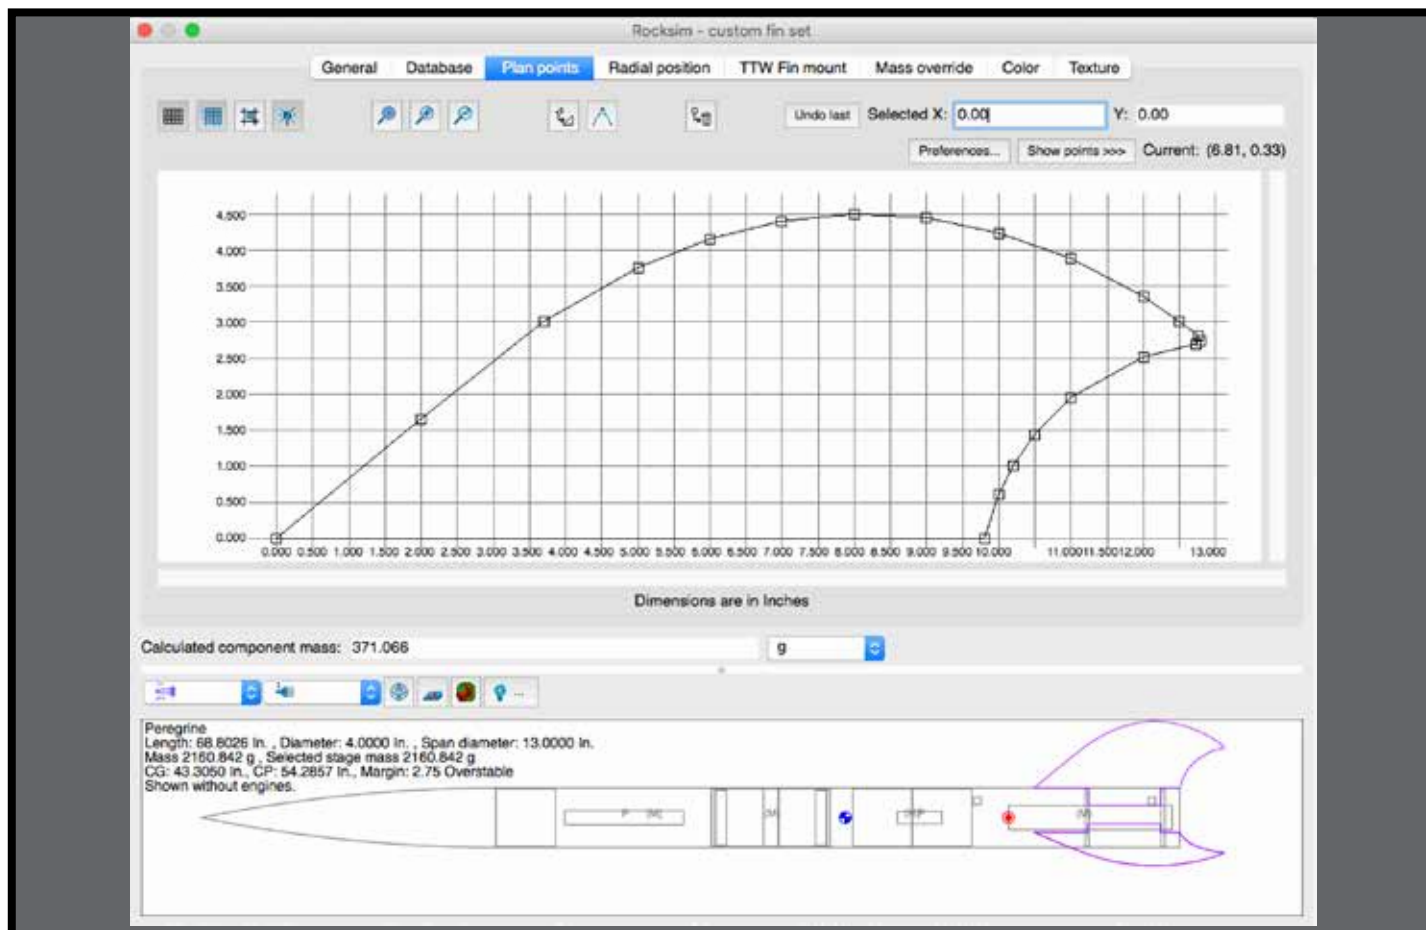 Rocksim - custom fin set
General Database Plan points Radial position TTW Fin mount Mass override Color Texture
Undo last Selected X: 0.00 Y: 0.00
Preferences... Show points >>> Current: (6.81, 0.33)
4.500
4.000
3.500
3.000
2.500
2.000
1.500
1.000
0.500
0.000
0.000 0.500 1.000 1.500 2.000 2.500 3.000 3.500 4.000 4.500 5.000 5.500 6.000 6.500 7.000 7.500 8.000 8.500 9.000 9.500 10.000 11.000 11.500 12.000 13.000
Dimensions are in Inches
Calculated component mass: 371.066 g
Peregrine
Length: 68.6026 In. , Diameter: 4.0000 In. , Span diameter: 13.0000 In.
Mass 2160.842 g , Selected stage mass 2160.842 g
CG: 43.3050 In., CP: 54.2857 In., Margin: 2.75 Overstable
Shown without engines.
P (M)
(M)